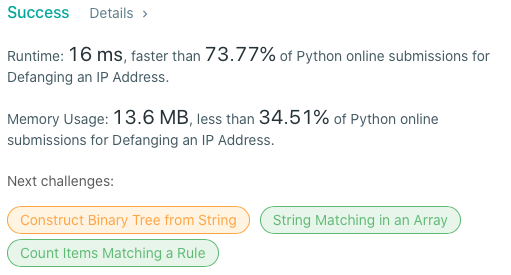 Success Details >
Runtime: 16 ms, faster than 73.77% of Python online submissions for
Defanging an IP Address.
Memory Usage: 13.6 MB, less than 34.51% of Python online
submissions for Defanging an IP Address.
Next challenges:
Construct Binary Tree from String String Matching in an Array
Count Items Matching a Rule